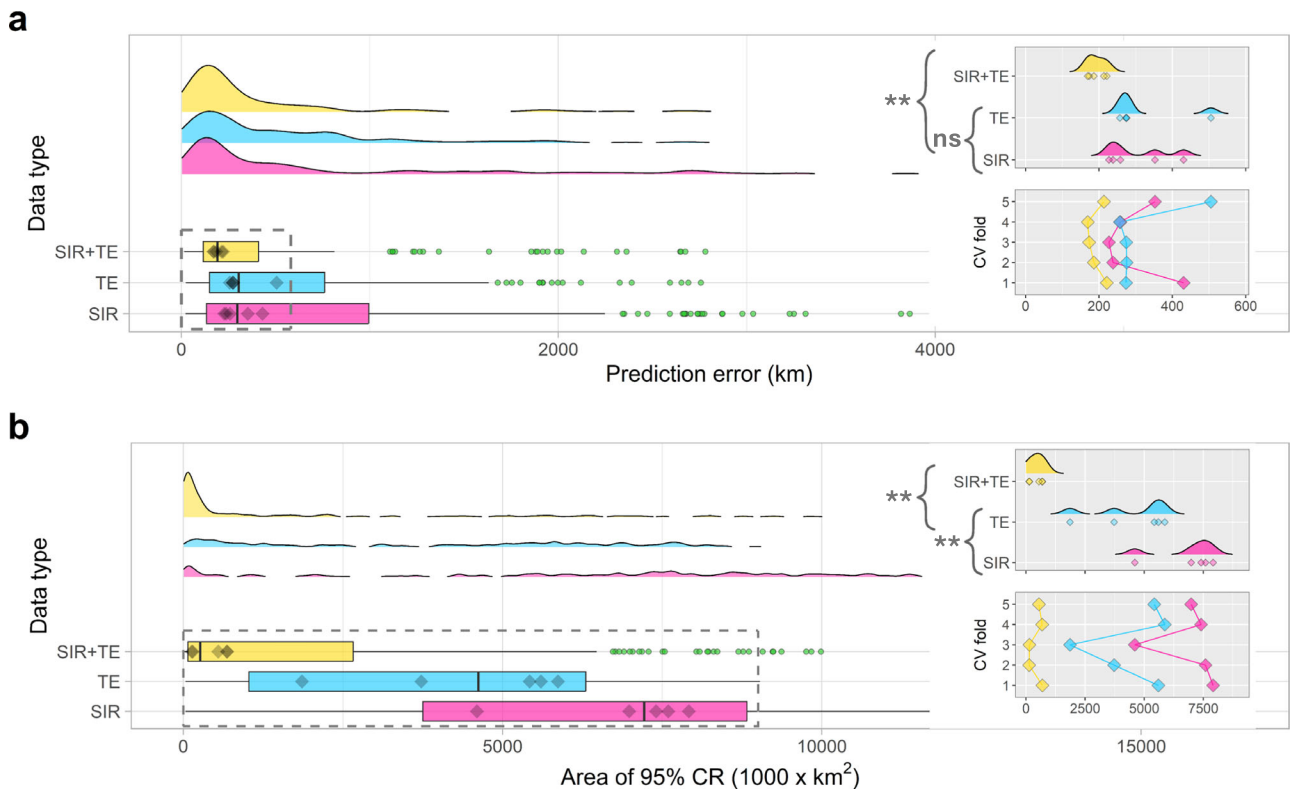 a
Data type
SIR+TE
TE
SIR
0
2000
4000
Prediction error (km)
**
ns
SIR+TE
TE
SIR
CV fold
5
4
3
2
1
0
200
400
600
b
Data type
SIR+TE
TE
SIR
0
5000
10000
15000
Area of 95% CR (1000 x km²)
**
**
SIR+TE
TE
SIR
CV fold
5
4
3
2
1
0
2500
5000
7500